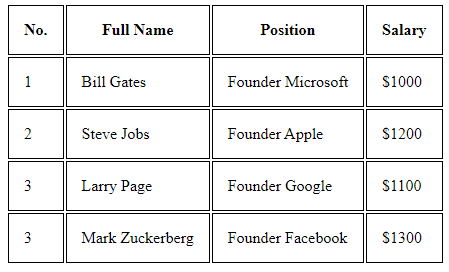 No. Full Name Position Salary
1 Bill Gates Founder Microsoft $1000
2 Steve Jobs Founder Apple $1200
3 Larry Page Founder Google $1100
3 Mark Zuckerberg Founder Facebook $1300